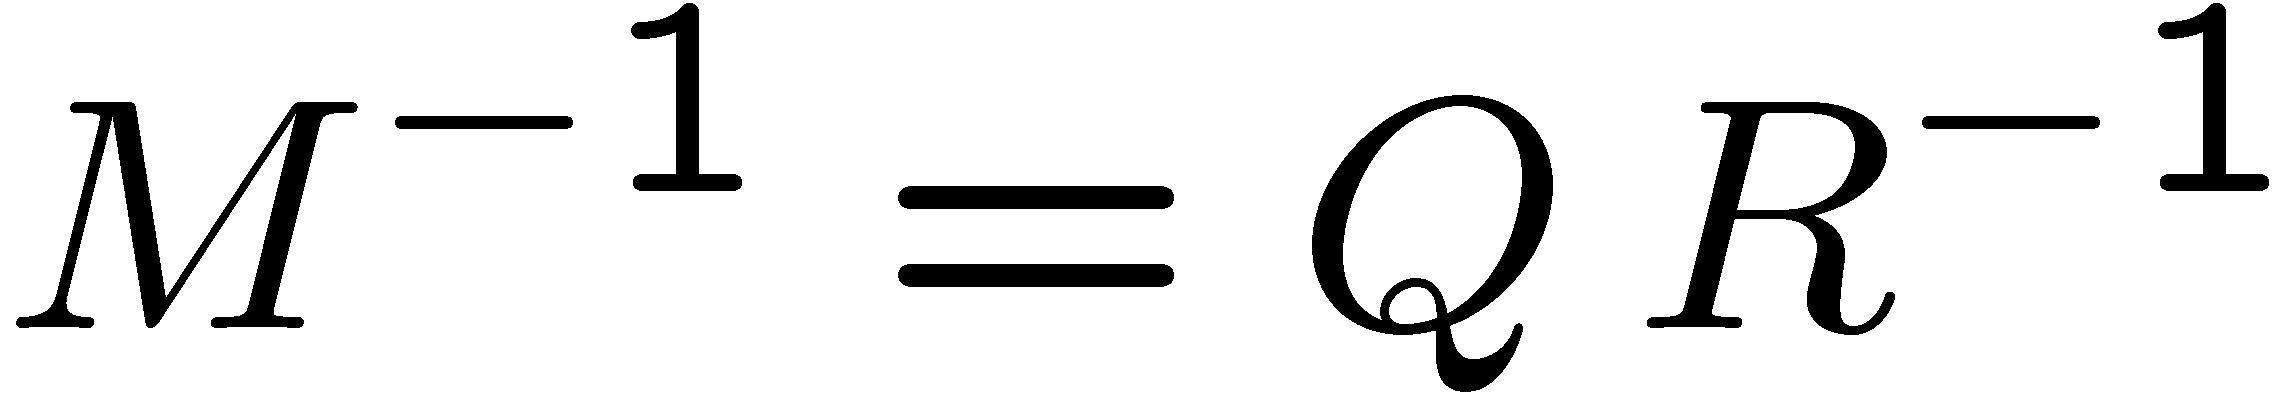 M⁻¹ = Q R⁻¹